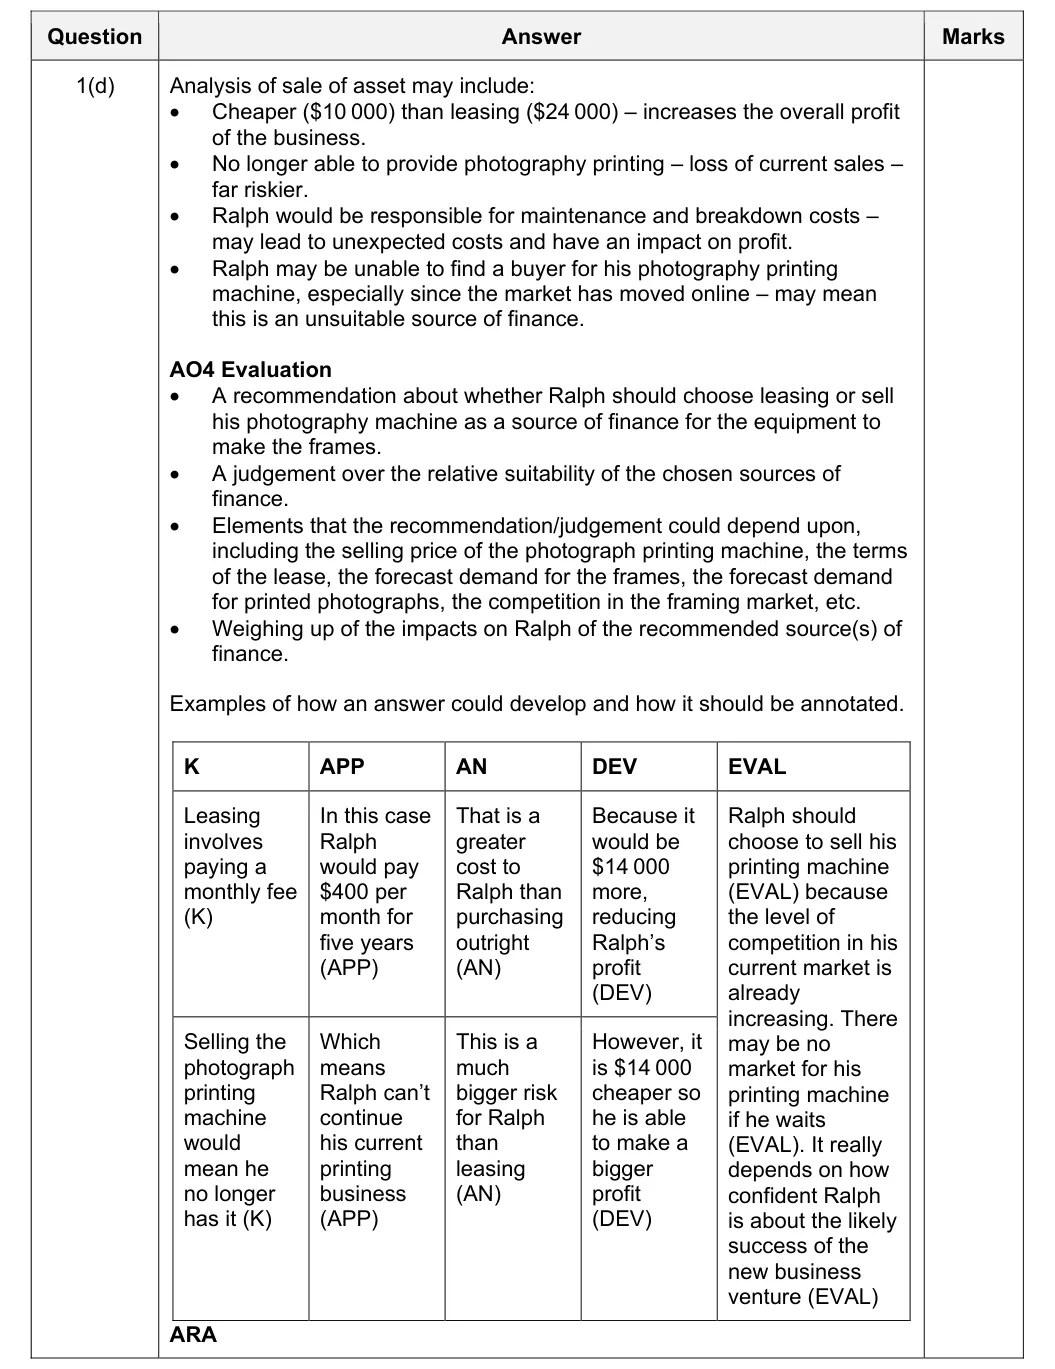 Question Answer Marks
1(d) Analysis of sale of asset may include:
• Cheaper ($10 000) than leasing ($24 000) – increases the overall profit
of the business.
• No longer able to provide photography printing – loss of current sales –
far riskier.
• Ralph would be responsible for maintenance and breakdown costs –
may lead to unexpected costs and have an impact on profit.
• Ralph may be unable to find a buyer for his photography printing
machine, especially since the market has moved online – may mean
this is an unsuitable source of finance.
AO4 Evaluation
• A recommendation about whether Ralph should choose leasing or sell
his photography machine as a source of finance for the equipment to
make the frames.
• A judgement over the relative suitability of the chosen sources of
finance.
• Elements that the recommendation/judgement could depend upon,
including the selling price of the photograph printing machine, the terms
of the lease, the forecast demand for the frames, the forecast demand
for printed photographs, the competition in the framing market, etc.
• Weighing up of the impacts on Ralph of the recommended source(s) of
finance.
Examples of how an answer could develop and how it should be annotated.
K APP AN DEV EVAL
Leasing
involves
paying a
monthly fee
(K)
In this case
Ralph
would pay
$400 per
month for
five years
(APP)
That is a
greater
cost to
Ralph than
purchasing
outright
(AN)
Because it
would be
$14 000
more,
reducing
Ralph’s
profit
(DEV)
Ralph should
choose to sell his
printing machine
(EVAL) because
the level of
competition in his
current market is
already
increasing. There
may be no
market for his
printing machine
if he waits
(EVAL). It really
depends on how
confident Ralph
is about the likely
success of the
new business
venture (EVAL)
Selling the
photograph
printing
machine
would
mean he
no longer
has it (K)
Which
means
Ralph can’t
continue
his current
printing
business
(APP)
This is a
much
bigger risk
for Ralph
than
leasing
(AN)
However, it
is $14 000
cheaper so
he is able
to make a
bigger
profit
(DEV)
ARA